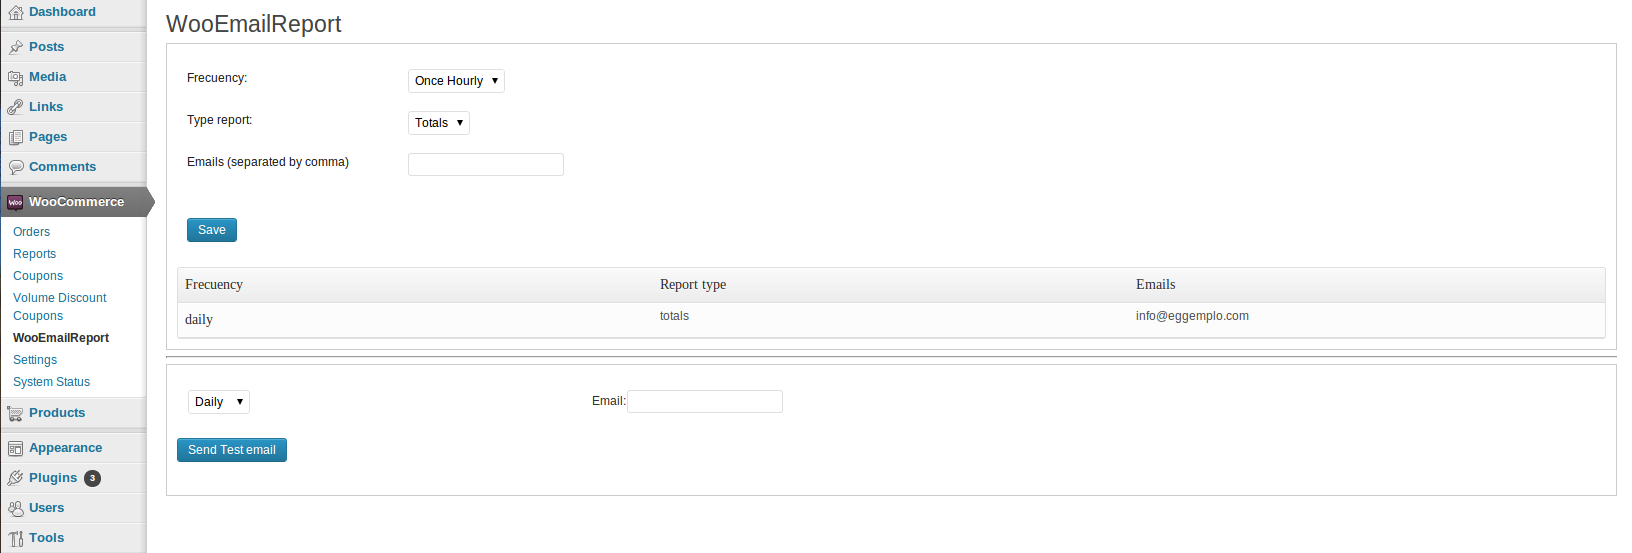 Dashboard
Posts
Media
Links
Pages
Comments
Woo WooCommerce
Orders
Reports
Coupons
Volume Discount
Coupons
WooEmailReport
Settings
System Status
Products
Appearance
Plugins 3
Users
Tools
WooEmailReport
Frecuency: Once Hourly
Type report: Totals
Emails (separated by comma)
Save
Frecuency Report type Emails
daily totals info@eggemplo.com
Daily Email:
Send Test email